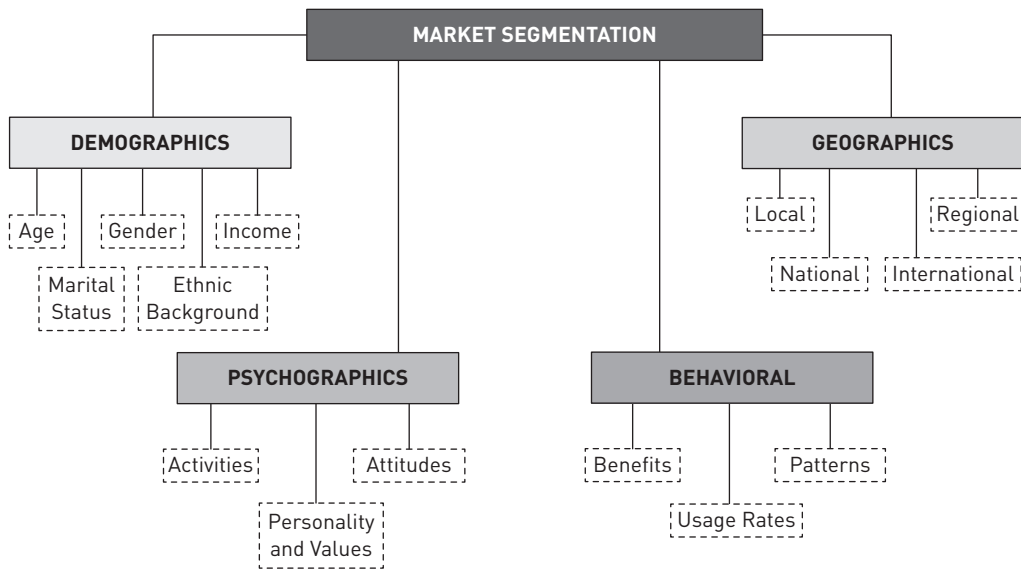 MARKET SEGMENTATION
DEMOGRAPHICS
Age
Gender
Income
Marital
Status
Ethnic
Background
GEOGRAPHICS
Local
Regional
National
International
PSYCHOGRAPHICS
Activities
Attitudes
Personality
and Values
BEHAVIORAL
Benefits
Patterns
Usage Rates